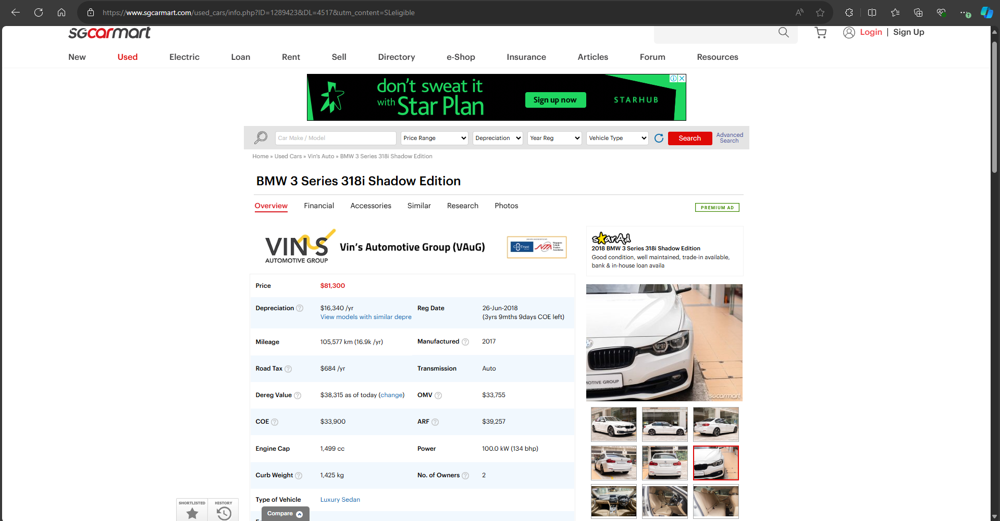 https://www.sgcarmart.com/used_cars/info.php?ID=1289423&DL=4517&utm_content=SLeligible
sgcarmart
Login | Sign Up
New Used Electric Loan Rent Sell Directory e-Shop Insurance Articles Forum Resources
don't sweat it
with Star Plan
Sign up now
STARHUB
Car Make / Model Price Range Depreciation Year Reg Vehicle Type Search Advanced
Search
Home » Used Cars » Vin's Auto » BMW 3 Series 318i Shadow Edition
BMW 3 Series 318i Shadow Edition
Overview Financial Accessories Similar Research Photos
PREMIUM AD
VIN'S
AUTOMOTIVE GROUP
Vin's Automotive Group (VAuG)
CaseTrust
Singapore
Vehicle
Traders
Association
starAd
2018 BMW 3 Series 318i Shadow Edition
Good condition, well maintained, trade-in available,
bank & in-house loan availa
Price $81,300
Depreciation $16,340 /yr Reg Date 26-Jun-2018
View models with similar depre (3yrs 9mths 9days COE left)
Mileage 105,577 km (16.9k /yr) Manufactured 2017
Road Tax $684 /yr Transmission Auto
Dereg Value $38,315 as of today (change) OMV $33,755
COE $33,900 ARF $39,257
Engine Cap 1,499 cc Power 100.0 kW (134 bhp)
Curb Weight 1,425 kg No. of Owners 2
Type of Vehicle Luxury Sedan
OTIVE GROUP
sgcarmart
SHORTLISTED HISTORY
Compare